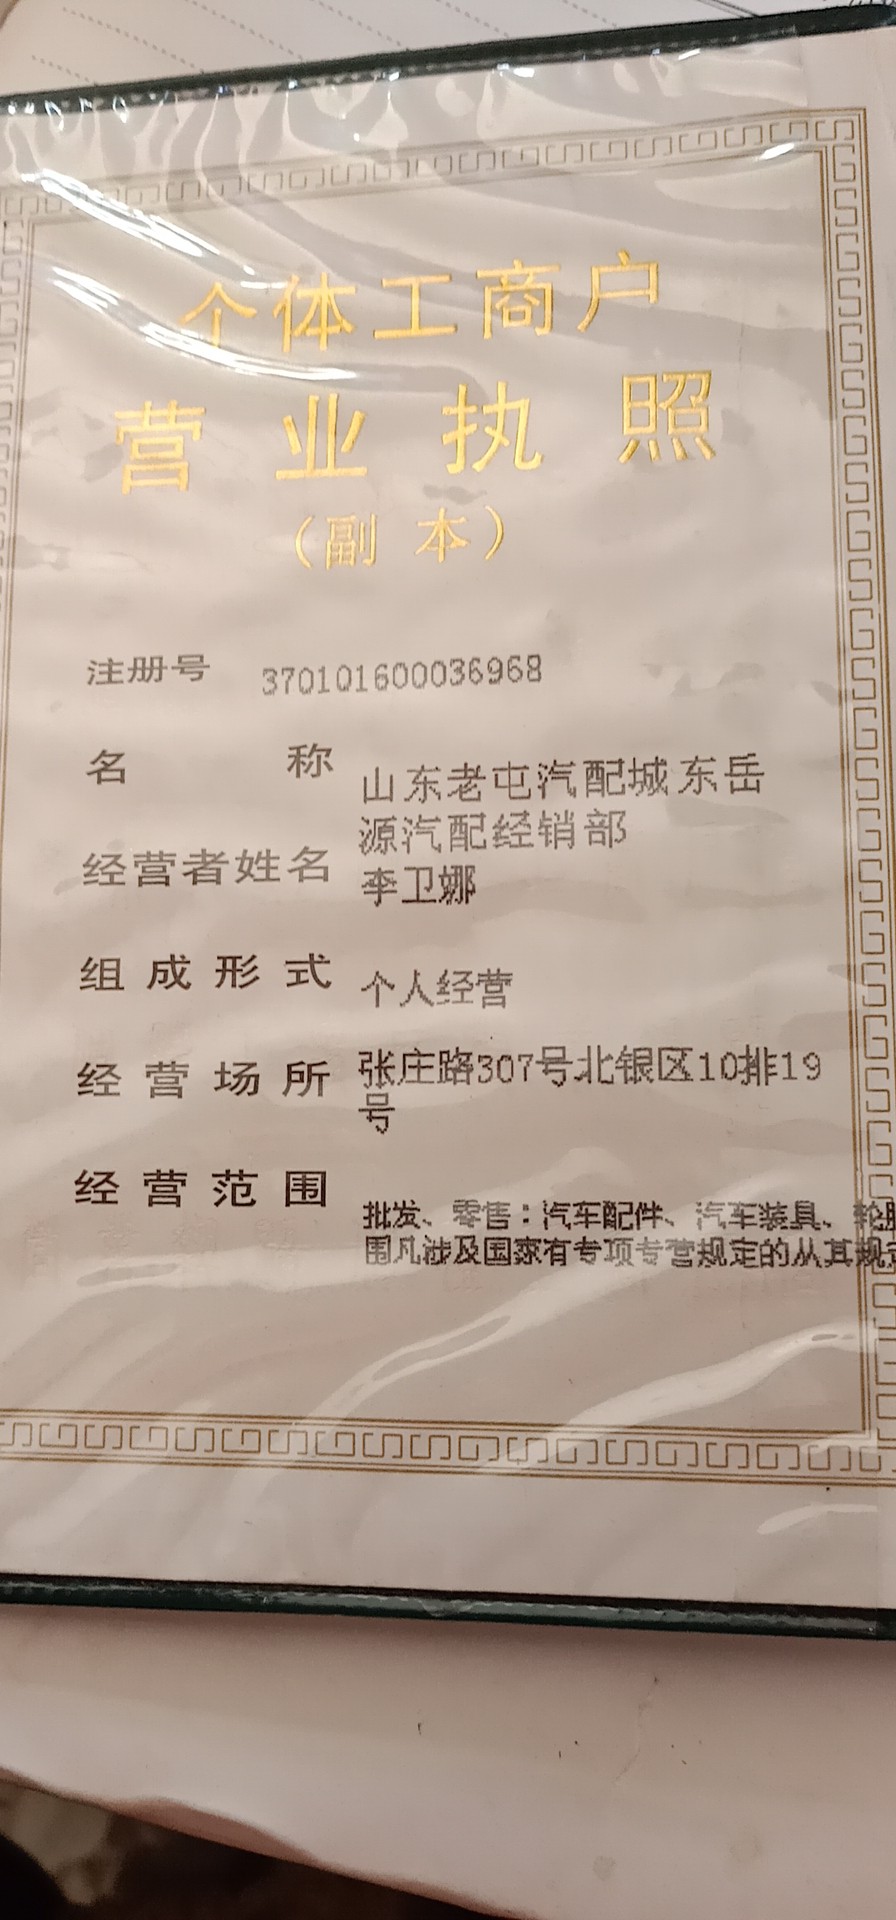 个体工商户
营业执照
（副 本）
注册号 370101600036968
名 称 山东老屯汽配城东岳
源汽配经销部
经营者姓名 李卫娜
组成形式 个人经营
经营场所 张庄路307号北银区10排19
号
经营范围
批发、零售：汽车配件、汽车装具、轮胎
围凡涉及国家有专项专营规定的从其规定